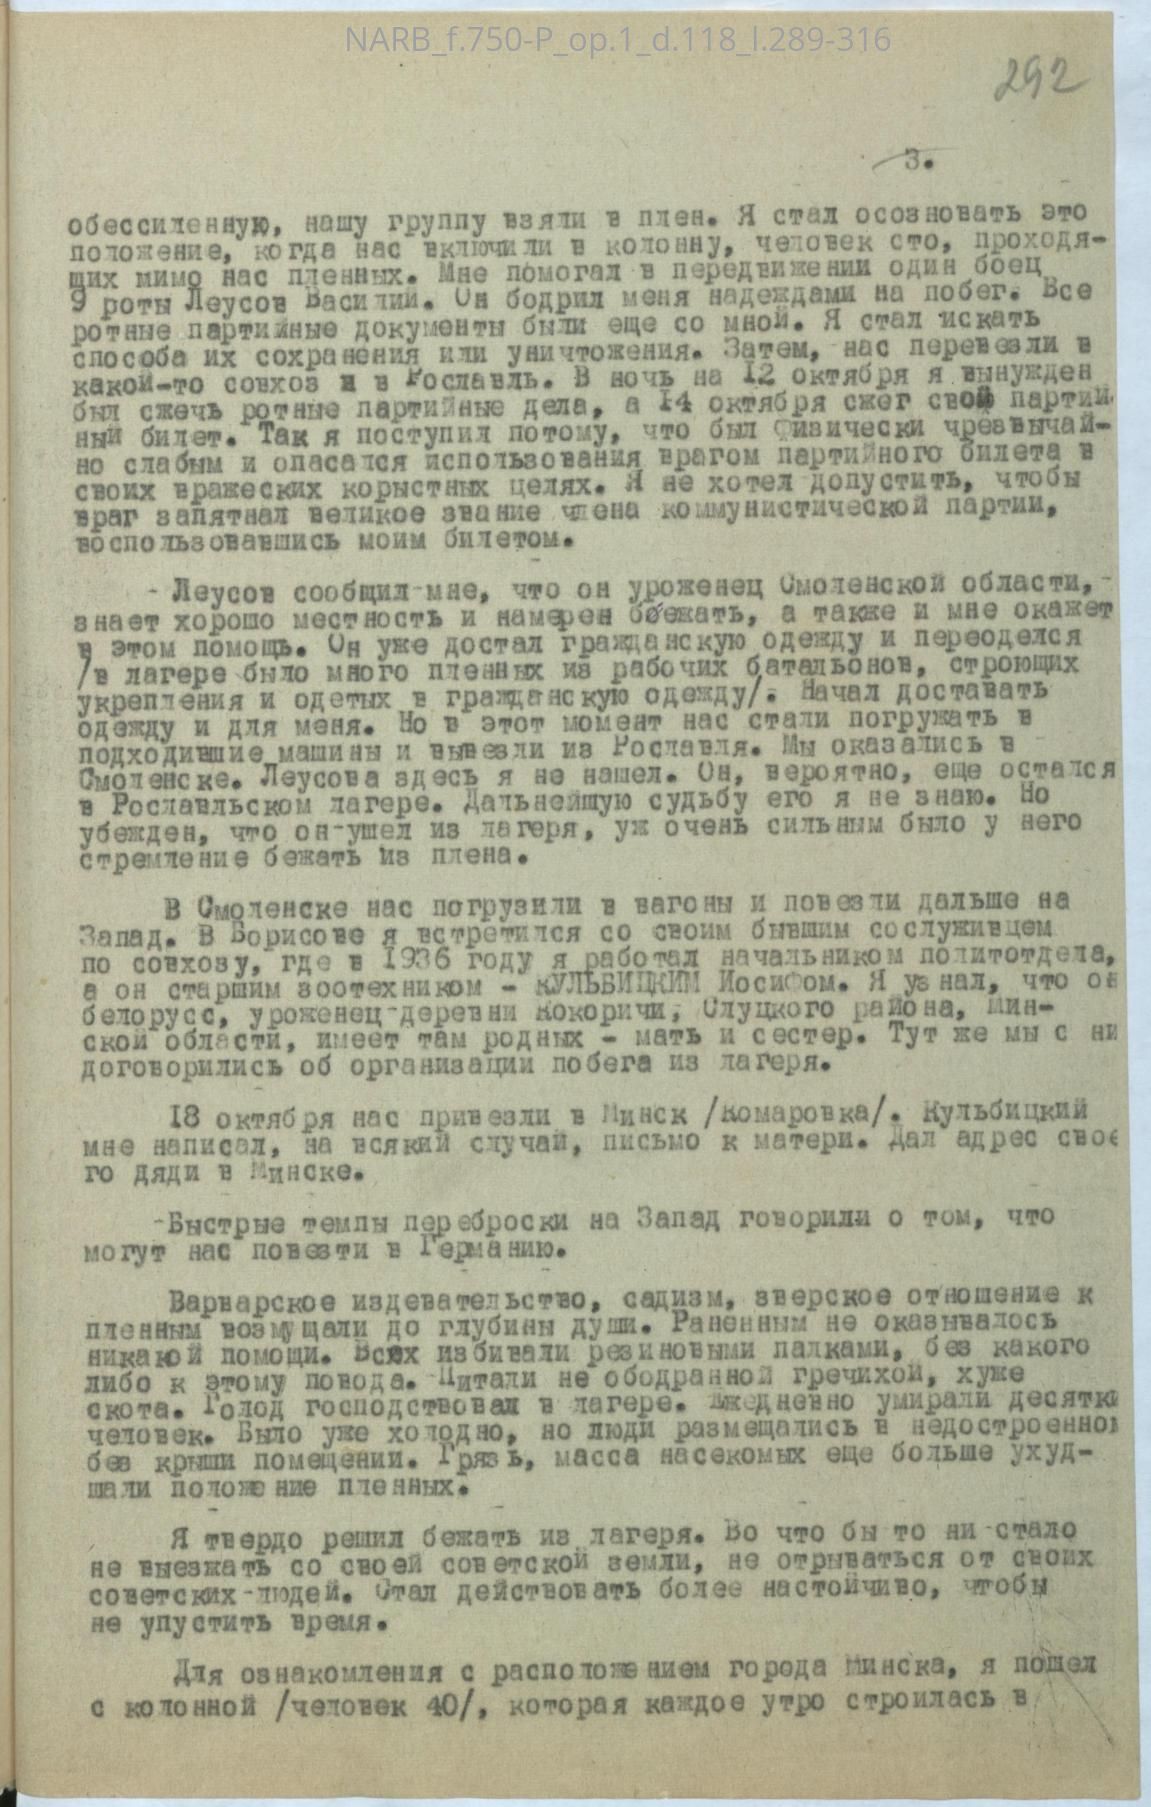 NARB_f.750-P_op.1_d.118_l.289-316
292
3.
обессиленную, нашу группу взяли в плен. Я стал осозновать это
положение, когда нас включили в колонну, человек сто, проходя-
щих мимо нас пленных. Мне помогал в передвижении один боец
9 роты Леусов Василий. Он бодрил меня надеждами на побег. Все
ротные партийные документы были еще со мной. Я стал искать
способа их сохранения или уничтожения. Затем, нас перевезли в
какой-то совхоз и в Рославль. В ночь на 12 октября я вынужден
был сжечь ротные партийные дела, а 14 октября сжег свой партий-
ный билет. Так я поступил потому, что был физически чрезвычай-
но слабым и опасался использования врагом партийного билета в
своих вражеских корыстных целях. Я не хотел допустить, чтобы
враг запятнал великое звание члена коммунистической партии,
воспользовавшись моим билетом.
Леусов сообщил мне, что он уроженец Смоленской области,
знает хорошо местность и намерен бежать, а также и мне окажет
в этом помощь. Он уже достал гражданскую одежду и переоделся
/в лагере было много пленных из рабочих батальонов, строющих
укрепления и одетых в гражданскую одежду/. Начал доставать
одежду и для меня. Но в этот момент нас стали погружать в
подходившие машины и вывезли из Рославля. Мы оказались в
Смоленске. Леусова здесь я не нашел. Он, вероятно, еще остался
в Рославльском лагере. Дальнейшую судьбу его я не знаю. Но
убежден, что он ушел из лагеря, уж очень сильным было у него
стремление бежать из плена.
В Смоленске нас погрузили в вагоны и повезли дальше на
Запад. В Борисове я встретился со своим бывшим сослуживцем
по совхозу, где в 1936 году я работал начальником политотдела,
а он старшим зоотехником - КУЛЬБИЦКИМ Иосифом. Я узнал, что он
белорусс, уроженец деревни Кокоричи, Слуцкого района, Мин-
ской области, имеет там родных - мать и сестер. Тут же мы с ни
договорились об организации побега из лагеря.
18 октября нас привезли в Минск /Комаровка/. Кульбицкий
мне написал, на всякий случай, письмо к матери. Дал адрес свое
го дяди в Минске.
Быстрые темпы переброски на Запад говорили о том, что
могут нас повезти в Германию.
Варварское издевательство, садизм, зверское отношение к
пленным возмущали до глубины души. Раненным не оказывалось
никакой помощи. Всех избивали резиновыми палками, без какого
либо к этому повода. Питали не ободранной гречихой, хуже
скота. Голод господствовал в лагере. Ежедневно умирали десятки
человек. Было уже холодно, но люди размещались в недостроенном
без крыши помещении. Грязь, масса насекомых еще больше ухуд-
шали положение пленных.
Я твердо решил бежать из лагеря. Во что бы то ни стало
не выезжать со своей советской земли, не отрываться от своих
советских людей. Стал действовать более настойчиво, чтобы
не упустить время.
Для ознакомления с расположением города Минска, я пошел
с колонной /человек 40/, которая каждое утро строилась в